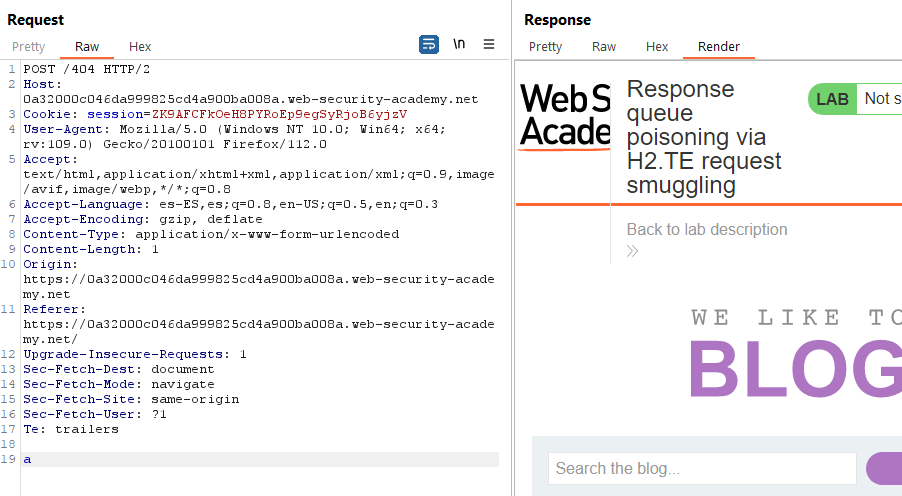 Request
Pretty Raw Hex \n
1 POST /404 HTTP/2
2 Host:
0a32000c046da999825cd4a900ba008a.web-security-academy.net
3 Cookie: session=ZK9AFCFkOeH8PYRoEp9egSyRjoB6yjzV
4 User-Agent: Mozilla/5.0 (Windows NT 10.0; Win64; x64;
rv:109.0) Gecko/20100101 Firefox/112.0
5 Accept:
text/html,application/xhtml+xml,application/xml;q=0.9,image
/avif,image/webp,*/*;q=0.8
6 Accept-Language: es-ES,es;q=0.8,en-US;q=0.5,en;q=0.3
7 Accept-Encoding: gzip, deflate
8 Content-Type: application/x-www-form-urlencoded
9 Content-Length: 1
10 Origin:
https://0a32000c046da999825cd4a900ba008a.web-security-acade
my.net
11 Referer:
https://0a32000c046da999825cd4a900ba008a.web-security-acade
my.net/
12 Upgrade-Insecure-Requests: 1
13 Sec-Fetch-Dest: document
14 Sec-Fetch-Mode: navigate
15 Sec-Fetch-Site: same-origin
16 Sec-Fetch-User: ?1
17 Te: trailers
18
19 a
Response
Pretty Raw Hex Render
Web S
Acade
Response
queue
poisoning via
H2.TE request
smuggling
LAB Not s
Back to lab description
WE LIKE TO
BLOG
Search the blog...